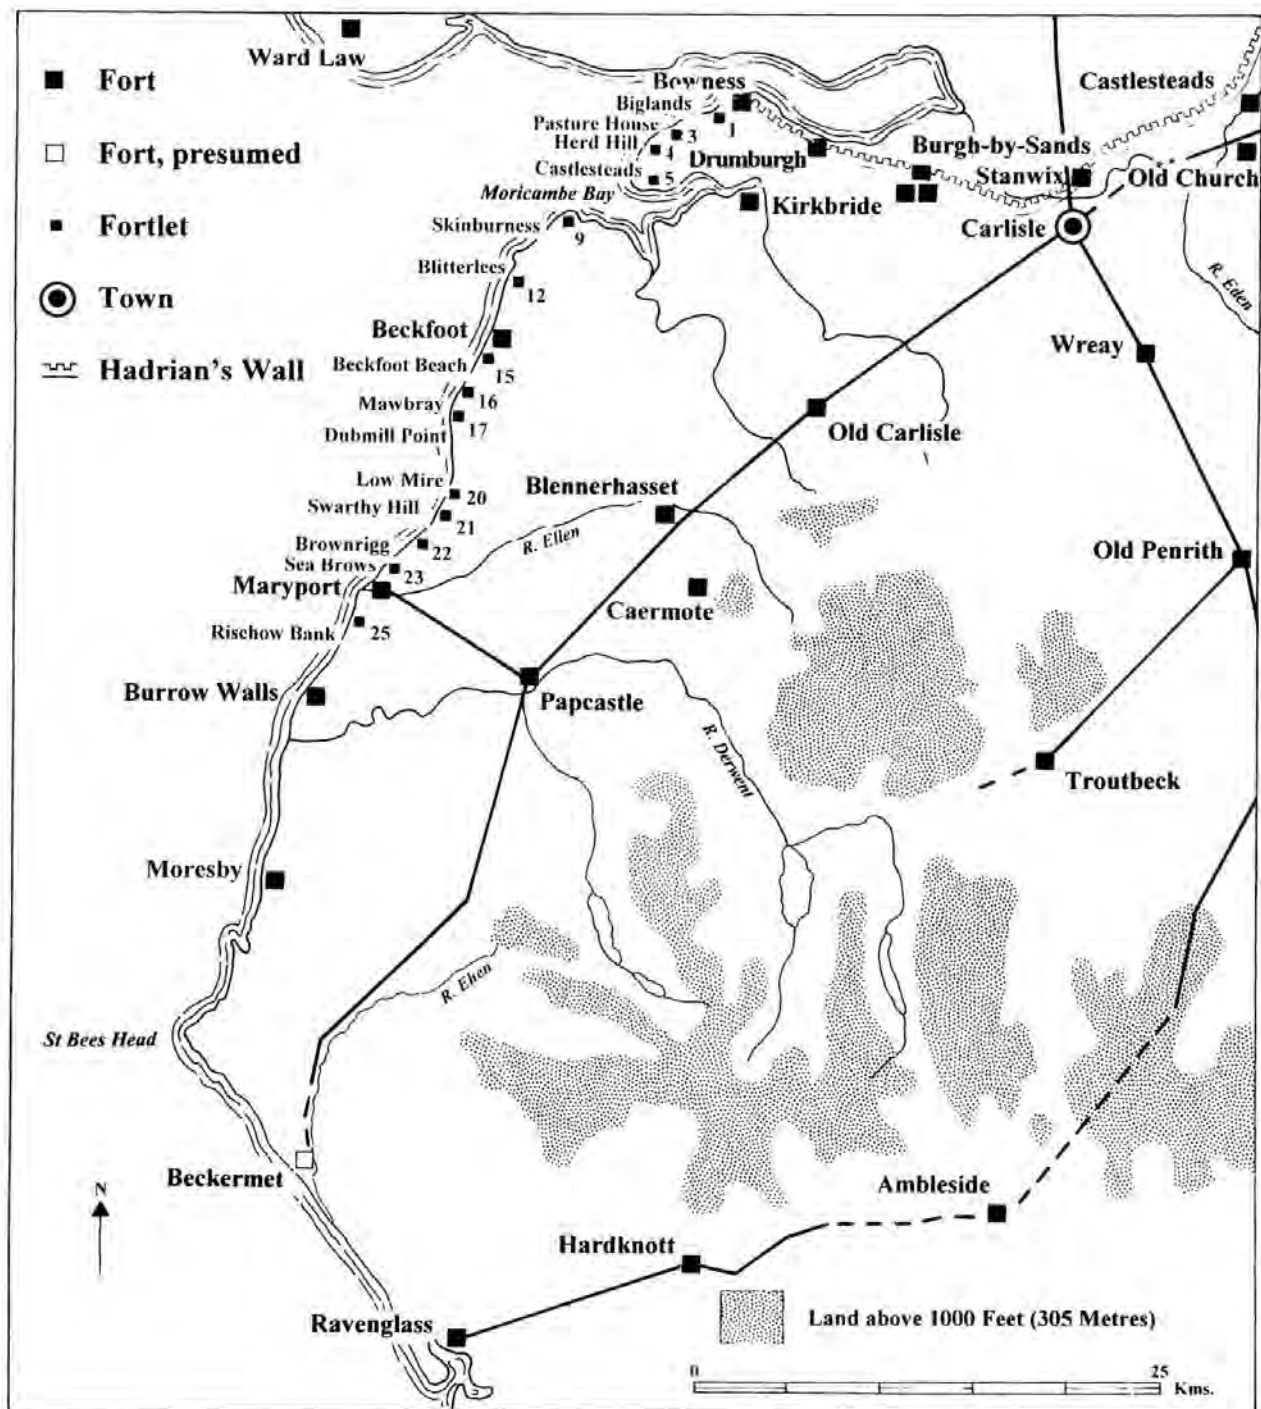 Ward Law
Fort
Fort, presumed
Fortlet
Town
Hadrian's Wall
Bowness
Biglands
1
Pasture House
3
Herd Hill
4
Castlesteads
5
Drumburgh
Moricambe Bay
Kirkbride
Castlesteads
Burgh-by-Sands
Stanwix
Old Church
Carlisle
R. Eden
Skinburness
9
Blitterlees
12
Beckfoot
Beckfoot Beach
15
Mawbray
16
Dubmill Point
17
Wreay
Old Carlisle
Low Mire
20
Swarthy Hill
21
Brownrigg
22
Sea Brows
23
Maryport
Blennerhasset
R. Ellen
Old Penrith
Caermote
Rischow Bank
25
Burrow Walls
Papcastle
R. Derwent
Troutbeck
Moresby
R. Ehen
St Bees Head
Beckermet
N
Ambleside
Hardknott
Ravenglass
Land above 1000 Feet (305 Metres)
0
25
Kms.